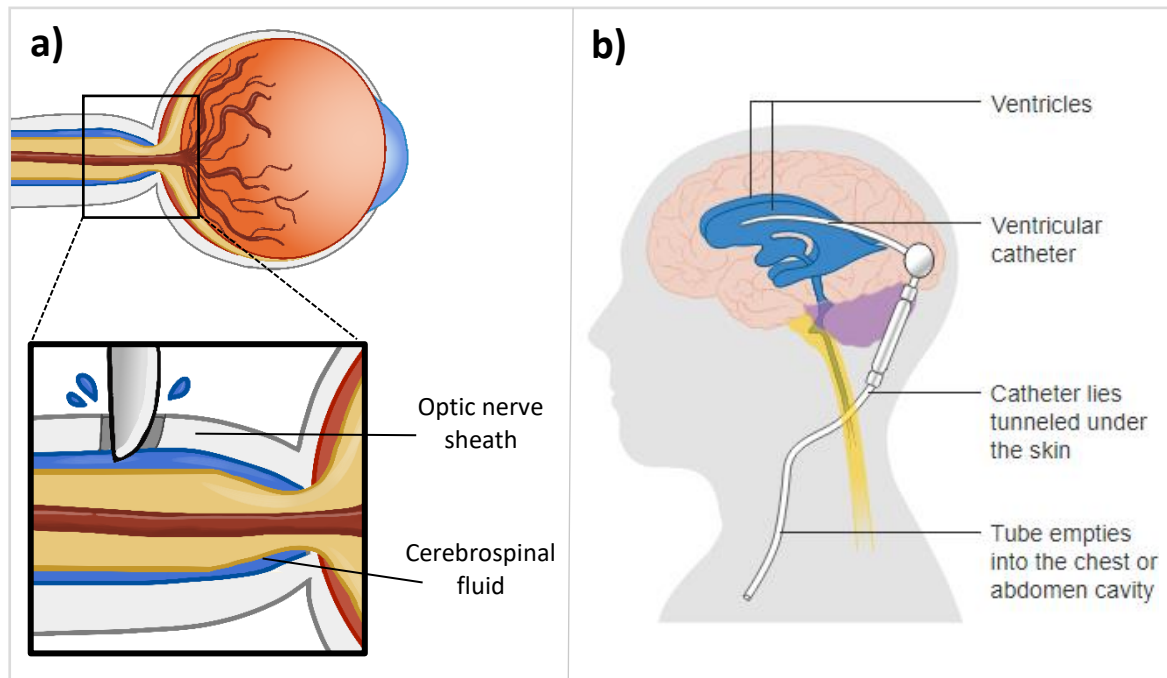 a)
Optic nerve
sheath
Cerebrospinal
fluid
b)
Ventricles
Ventricular
catheter
Catheter lies
tunneled under
the skin
Tube empties
into the chest or
abdomen cavity